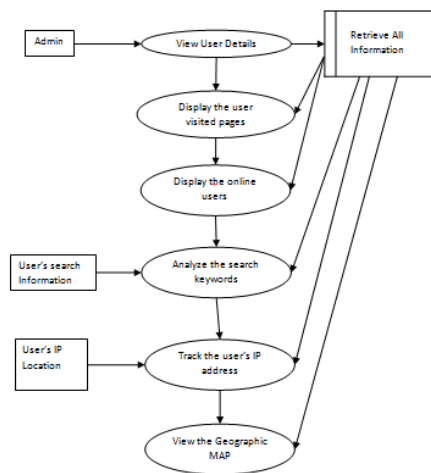 Admin
View User Details
Retrieve All
Information
Display the user
visited pages
Display the online
users
User's search
Information
Analyze the search
keywords
User's IP
Location
Track the user's IP
address
View the Geographic
MAP